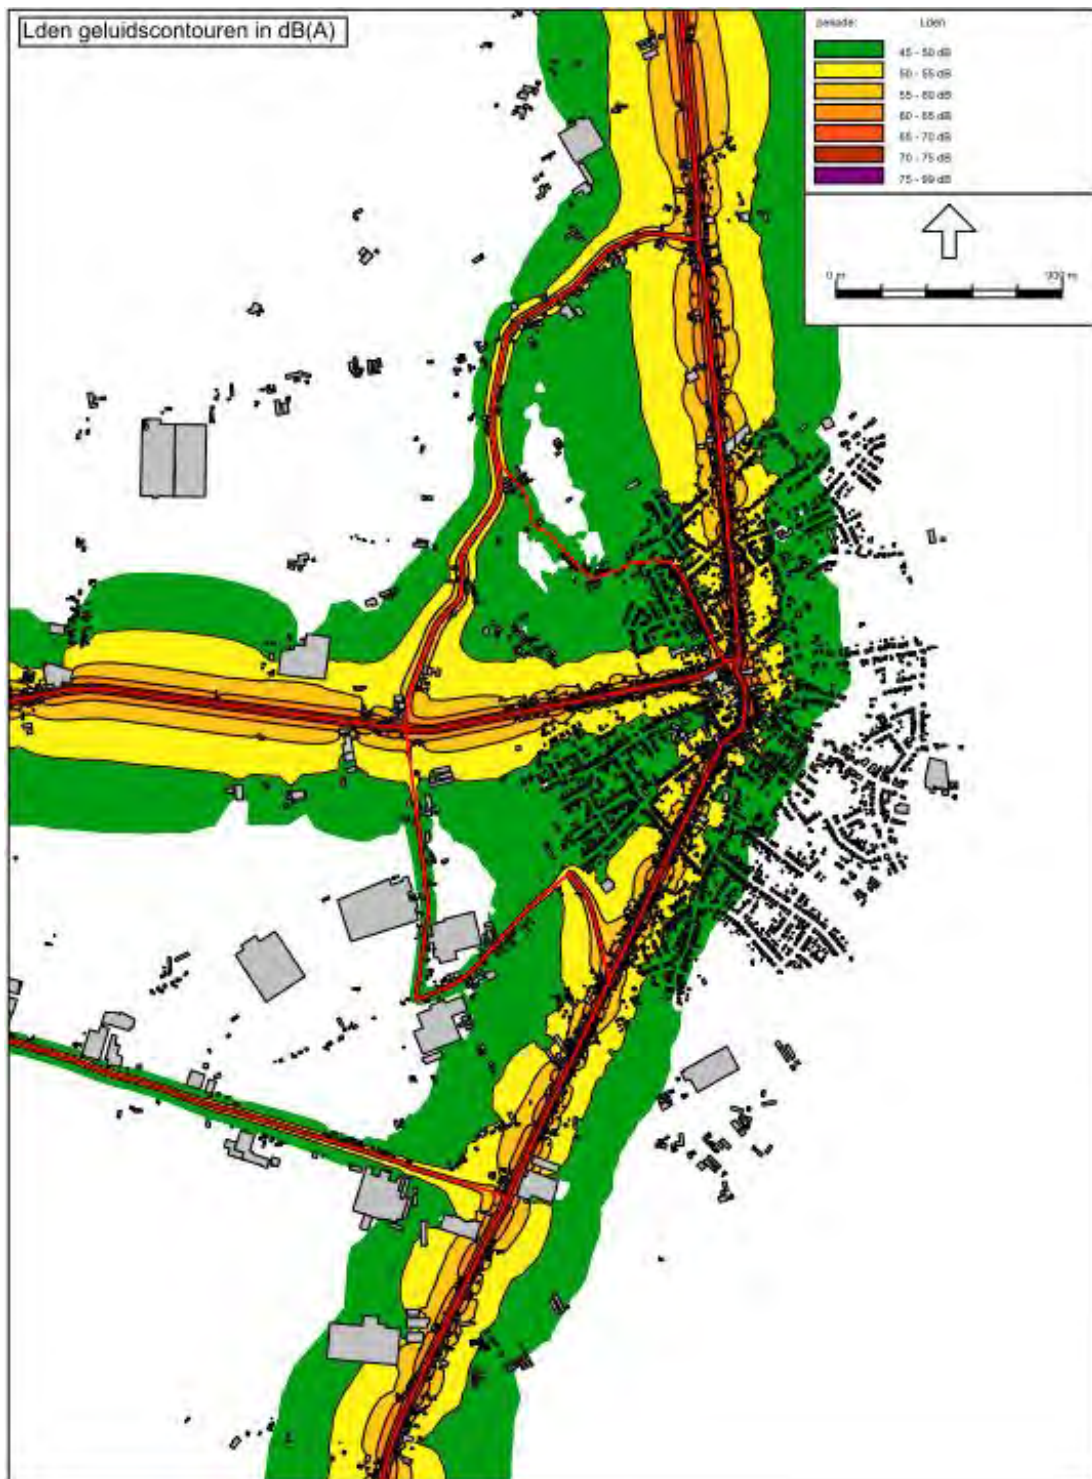 Lden geluidscontouren in dB(A)
periode: Lden
45 - 50 dB
50 - 55 dB
55 - 60 dB
60 - 65 dB
65 - 70 dB
70 - 75 dB
75 - 99 dB
0 m